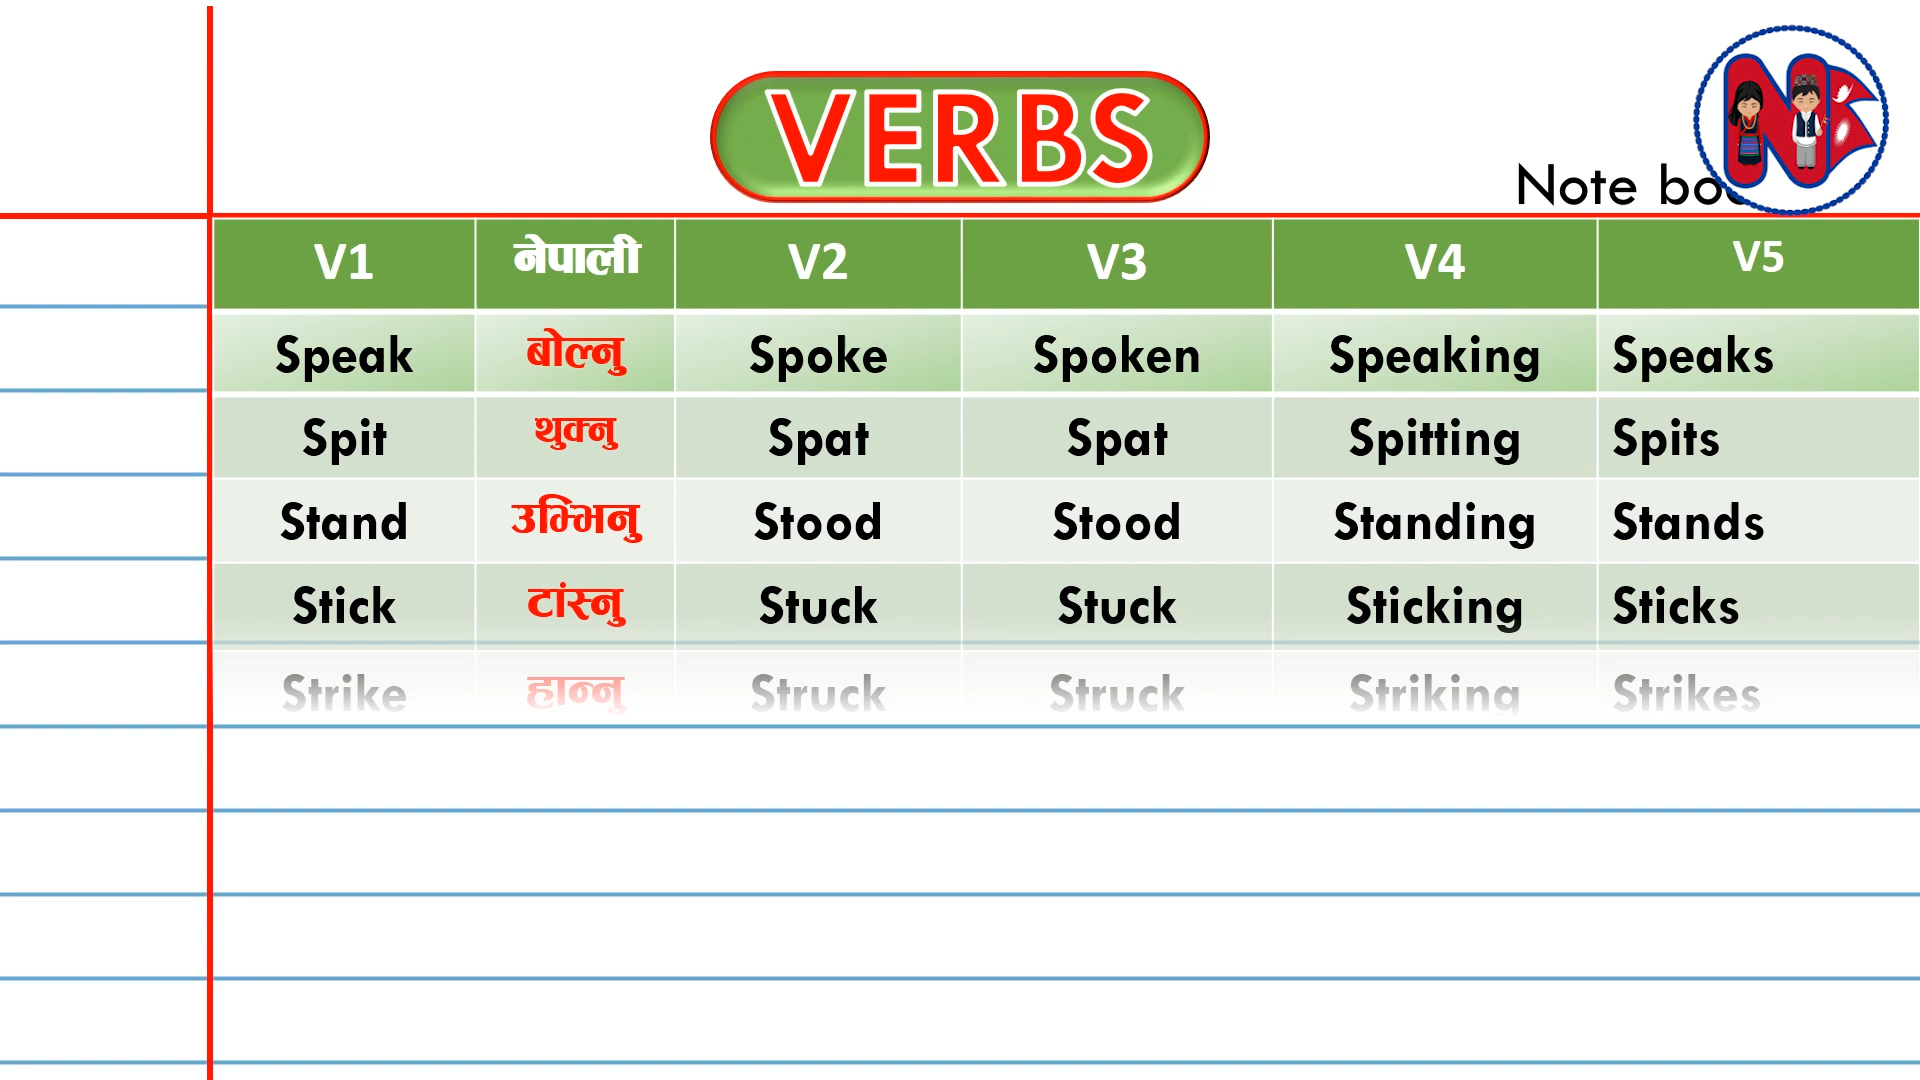 VERBS
Note bo
V1 नेपाली V2 V3 V4 V5
Speak बोल्नु Spoke Spoken Speaking Speaks
Spit थुक्नु Spat Spat Spitting Spits
Stand उभ्भिनु Stood Stood Standing Stands
Stick टांस्नु Stuck Stuck Sticking Sticks
Strike हान्नु Struck Struck Striking Strikes